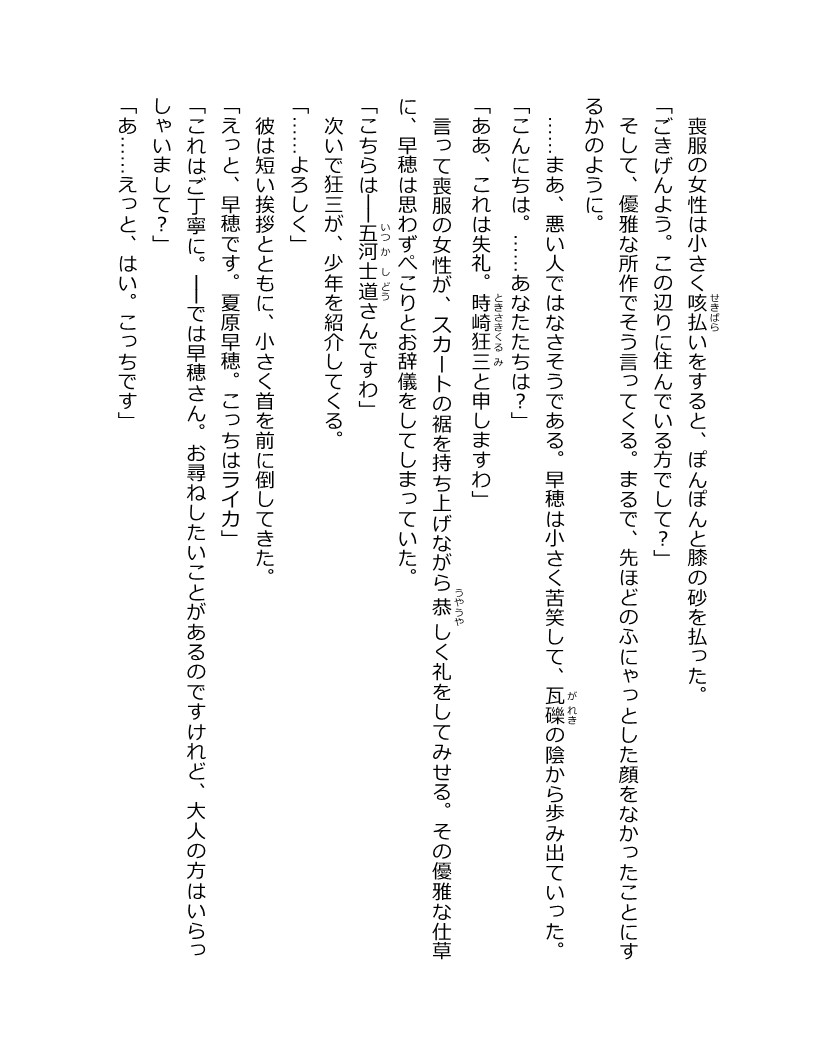 喪服の女性は小さく咳払いをすると、ぽんぽんと膝の砂を払った。
「ごきげんよう。この辺りに住んでいる方でして？」
そして、優雅な所作でそう言ってくる。まるで、先ほどのふにゃっとした顔をなかったことにす
るかのように。
……まあ、悪い人ではなさそうである。早穂は小さく苦笑して、瓦礫の陰から歩み出ていった。
「こんにちは。……あなたたちは？」
「ああ、これは失礼。時崎狂三と申しますわ」
言って喪服の女性が、スカートの裾を持ち上げながら恭しく礼をしてみせる。その優雅な仕草
に、早穂は思わずぺこりとお辞儀をしてしまっていた。
「こちらは──五河士道さんですわ」
次いで狂三が、少年を紹介してくる。
「……よろしく」
彼は短い挨拶とともに、小さく首を前に倒してきた。
「えっと、早穂です。夏原早穂。こっちはライカ」
「これはご丁寧に。──では早穂さん。お尋ねしたいことがあるのですけれど、大人の方はいらっ
しゃいまして？」
「あ……えっと、はい。こっちです」